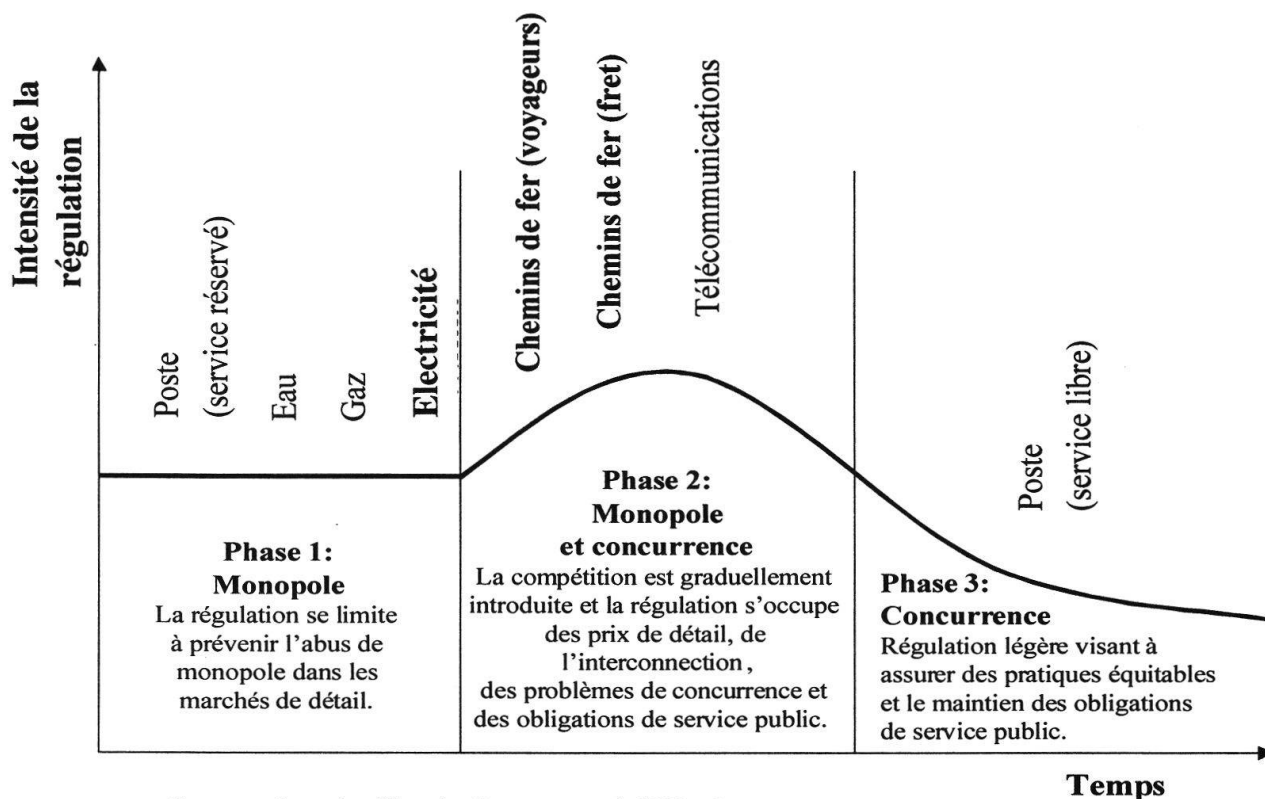 Intensité de la
régulation
Poste
(service réservé)
Eau
Gaz
Electricité
Chemins de fer (voyageurs)
Chemins de fer (fret)
Télécommunications
Poste
(service libre)
Phase 1:
Monopole
La régulation se limite
à prévenir l'abus de
monopole dans les
marchés de détail.
Phase 2:
Monopole
et concurrence
La compétition est graduellement
introduite et la régulation s'occupe
des prix de détail, de
l'interconnection ,
des problèmes de concurrence et
des obligations de service public.
Phase 3:
Concurrence
Régulation légère visant à
assurer des pratiques équitables
et le maintien des obligations
de service public.
Temps